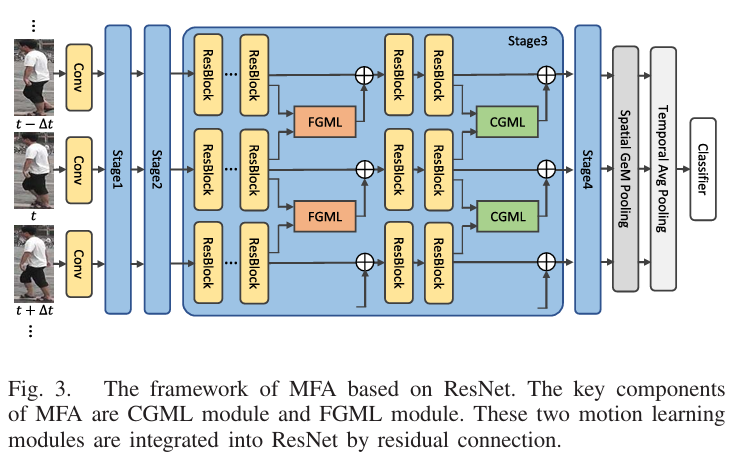 ...
t − Δt
t
t + Δt
...
Conv
Conv
Conv
Stage1
Stage2
Stage3
ResBlock
...
ResBlock
ResBlock
ResBlock
FGML
CGML
ResBlock
...
ResBlock
ResBlock
ResBlock
FGML
CGML
ResBlock
...
ResBlock
ResBlock
ResBlock
Stage4
Spatial GeM Pooling
Temporal Avg Pooling
Classifier
Fig. 3. The framework of MFA based on ResNet. The key components
of MFA are CGML module and FGML module. These two motion learning
modules are integrated into ResNet by residual connection.